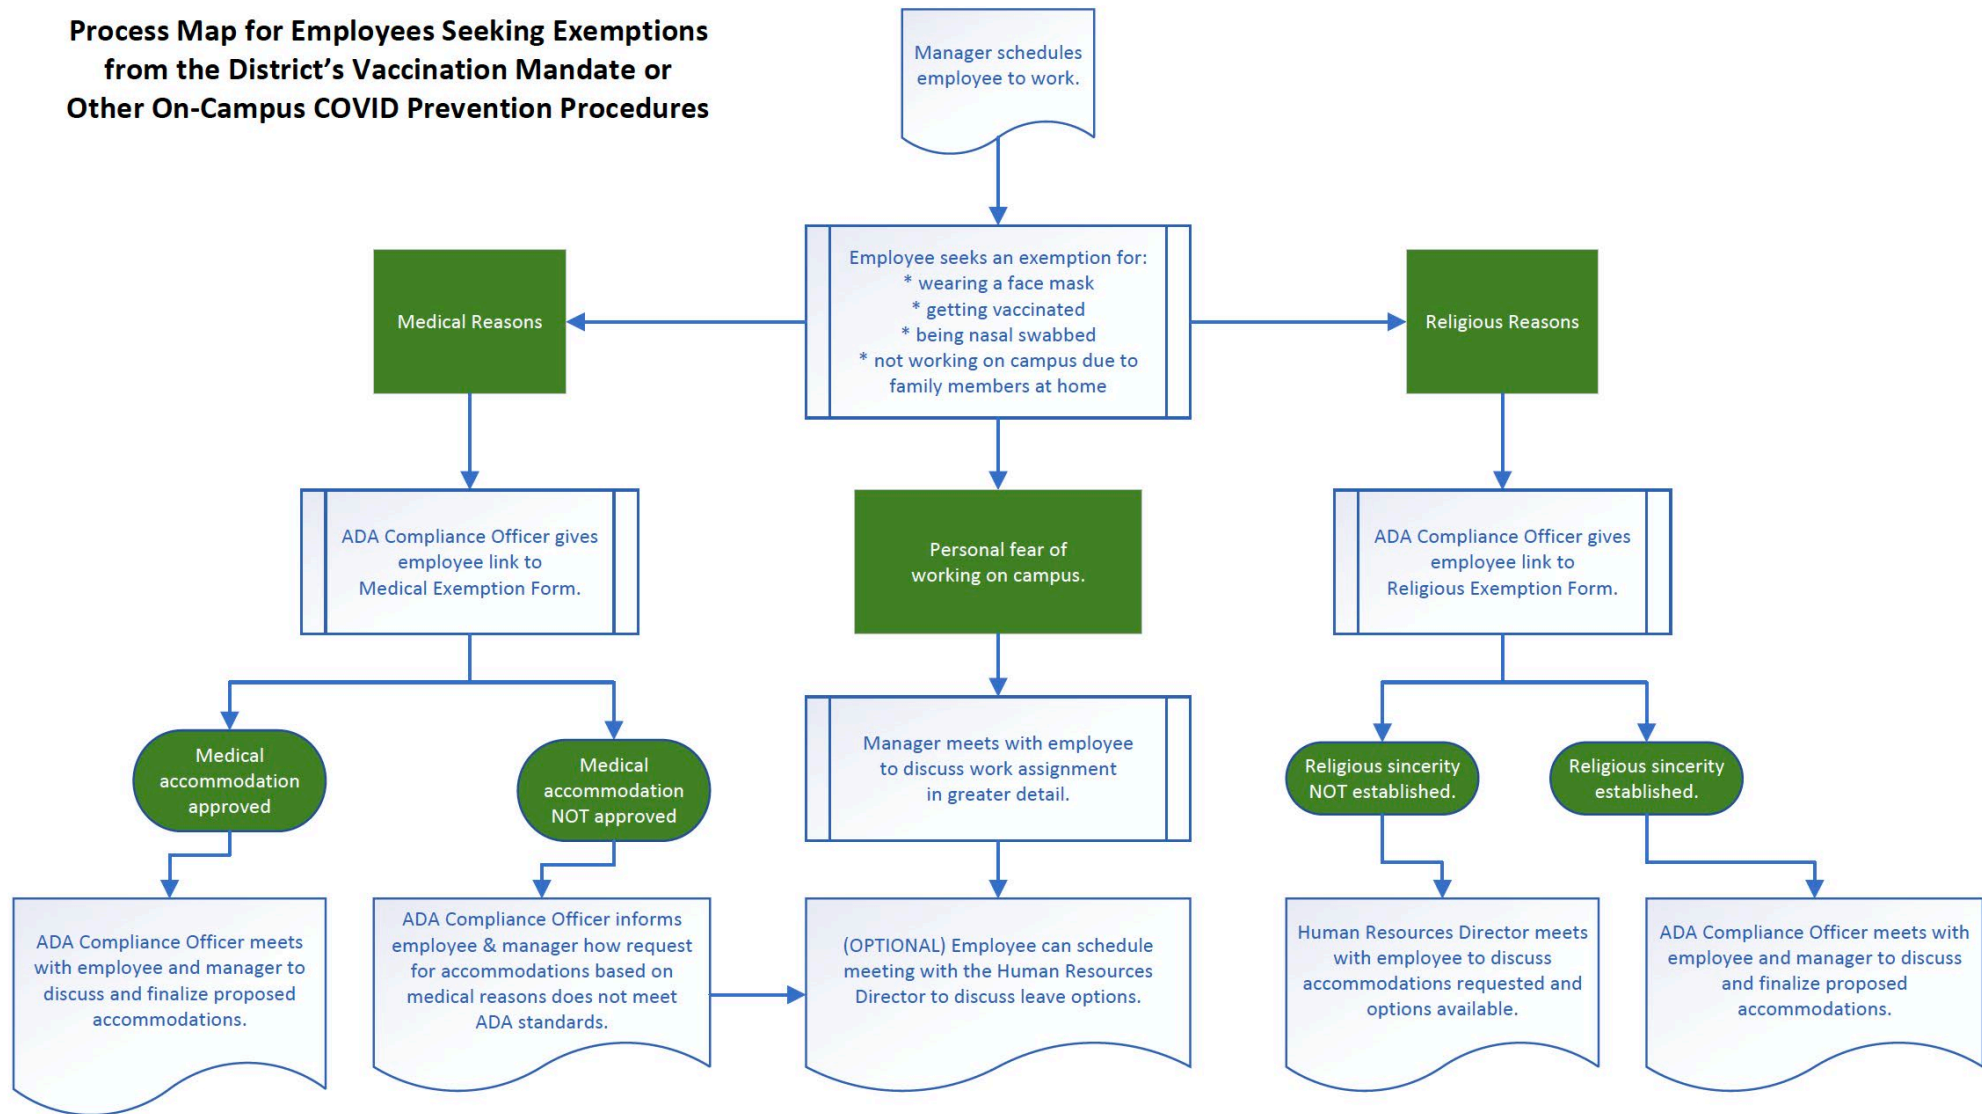 Process Map for Employees Seeking Exemptions
from the District's Vaccination Mandate or
Other On-Campus COVID Prevention Procedures
Manager schedules
employee to work.
Medical Reasons
Employee seeks an exemption for:
* wearing a face mask
* getting vaccinated
* being nasal swabbed
* not working on campus due to
family members at home
Religious Reasons
ADA Compliance Officer gives
employee link to
Medical Exemption Form.
Personal fear of
working on campus.
ADA Compliance Officer gives
employee link to
Religious Exemption Form.
Medical
accommodation
approved
Medical
accommodation
NOT approved
Manager meets with employee
to discuss work assignment
in greater detail.
Religious sincerity
NOT established.
Religious sincerity
established.
ADA Compliance Officer meets
with employee and manager to
discuss and finalize proposed
accommodations.
ADA Compliance Officer informs
employee & manager how request
for accommodations based on
medical reasons does not meet
ADA standards.
(OPTIONAL) Employee can schedule
meeting with the Human Resources
Director to discuss leave options.
Human Resources Director meets
with employee to discuss
accommodations requested and
options available.
ADA Compliance Officer meets with
employee and manager to discuss
and finalize proposed
accommodations.